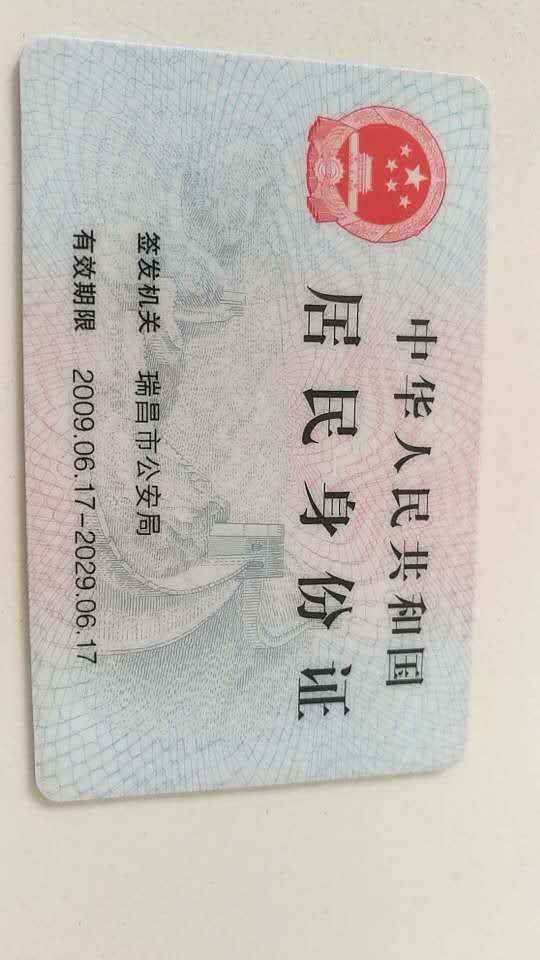 中华人民共和国
居民身份证
签发机关 瑞昌市公安局
有效期限 2009.06.17-2029.06.17